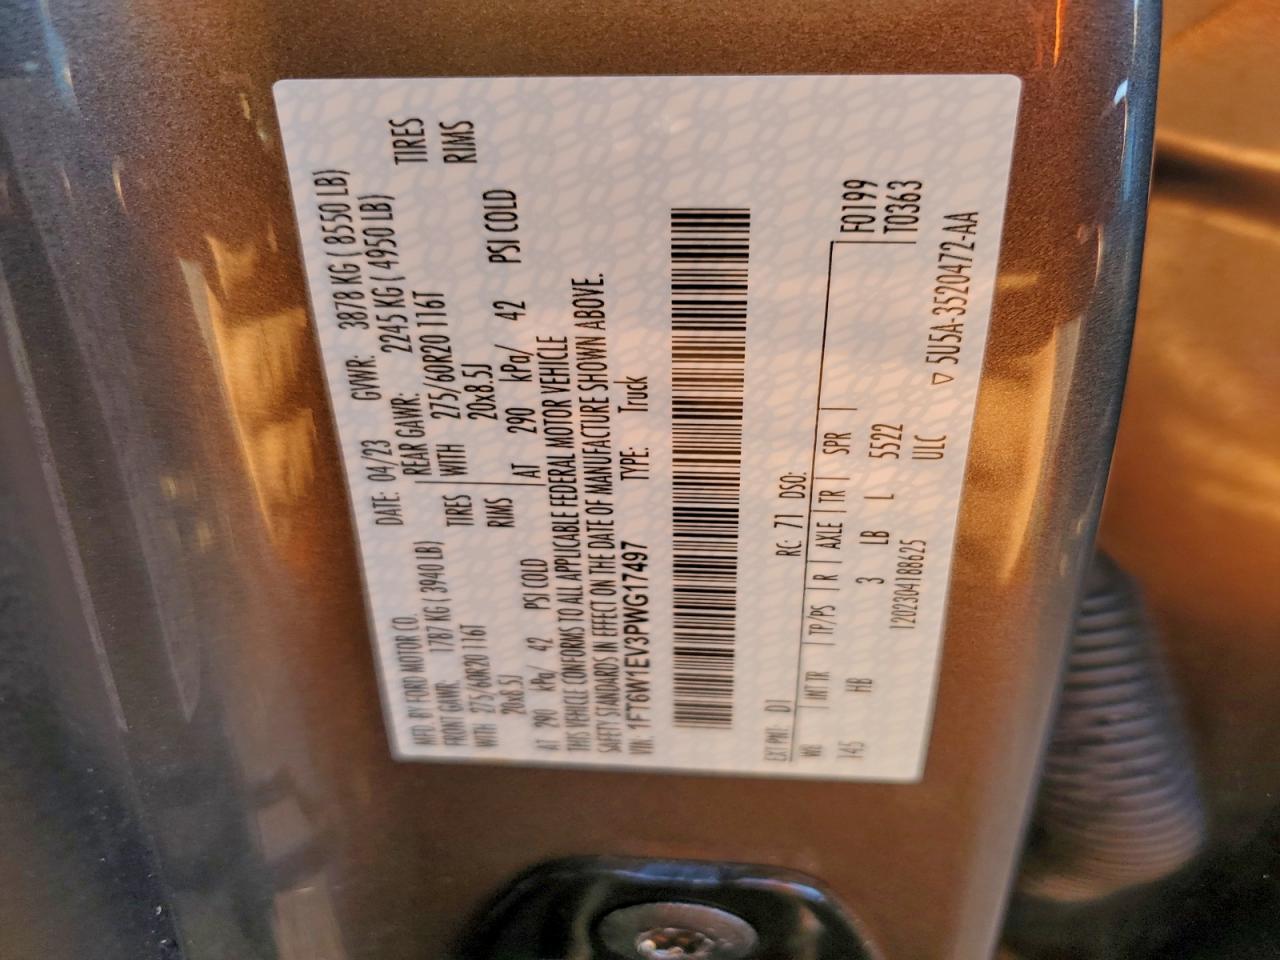 MFD. BY FORD MOTOR CO.
DATE: 04/23 GVWR: 3878 KG ( 8550 LB)
FRONT GAWR: 1787 KG ( 3940 LB)
REAR GAWR: 2245 KG ( 4950 LB)
WITH 275/60R20 116T TIRES
WITH 275/60R20 116T TIRES
20x8.5J RIMS
20x8.5J RIMS
AT 290 kPa/ 42 PSI COLD
AT 290 kPa/ 42 PSI COLD
THIS VEHICLE CONFORMS TO ALL APPLICABLE FEDERAL MOTOR VEHICLE
SAFETY STANDARDS IN EFFECT ON THE DATE OF MANUFACTURE SHOWN ABOVE.
VIN: 1FT6W1EV3PWG17497 TYPE: Truck
EXT PNT: D1 RC: 71 DSO:
WB INT TR TP/PS R AXLE TR SPR F0199
145 HB 3 LB L 5522 T0363
1202304188625 ULC
▽ 5U5A-3520472-AA